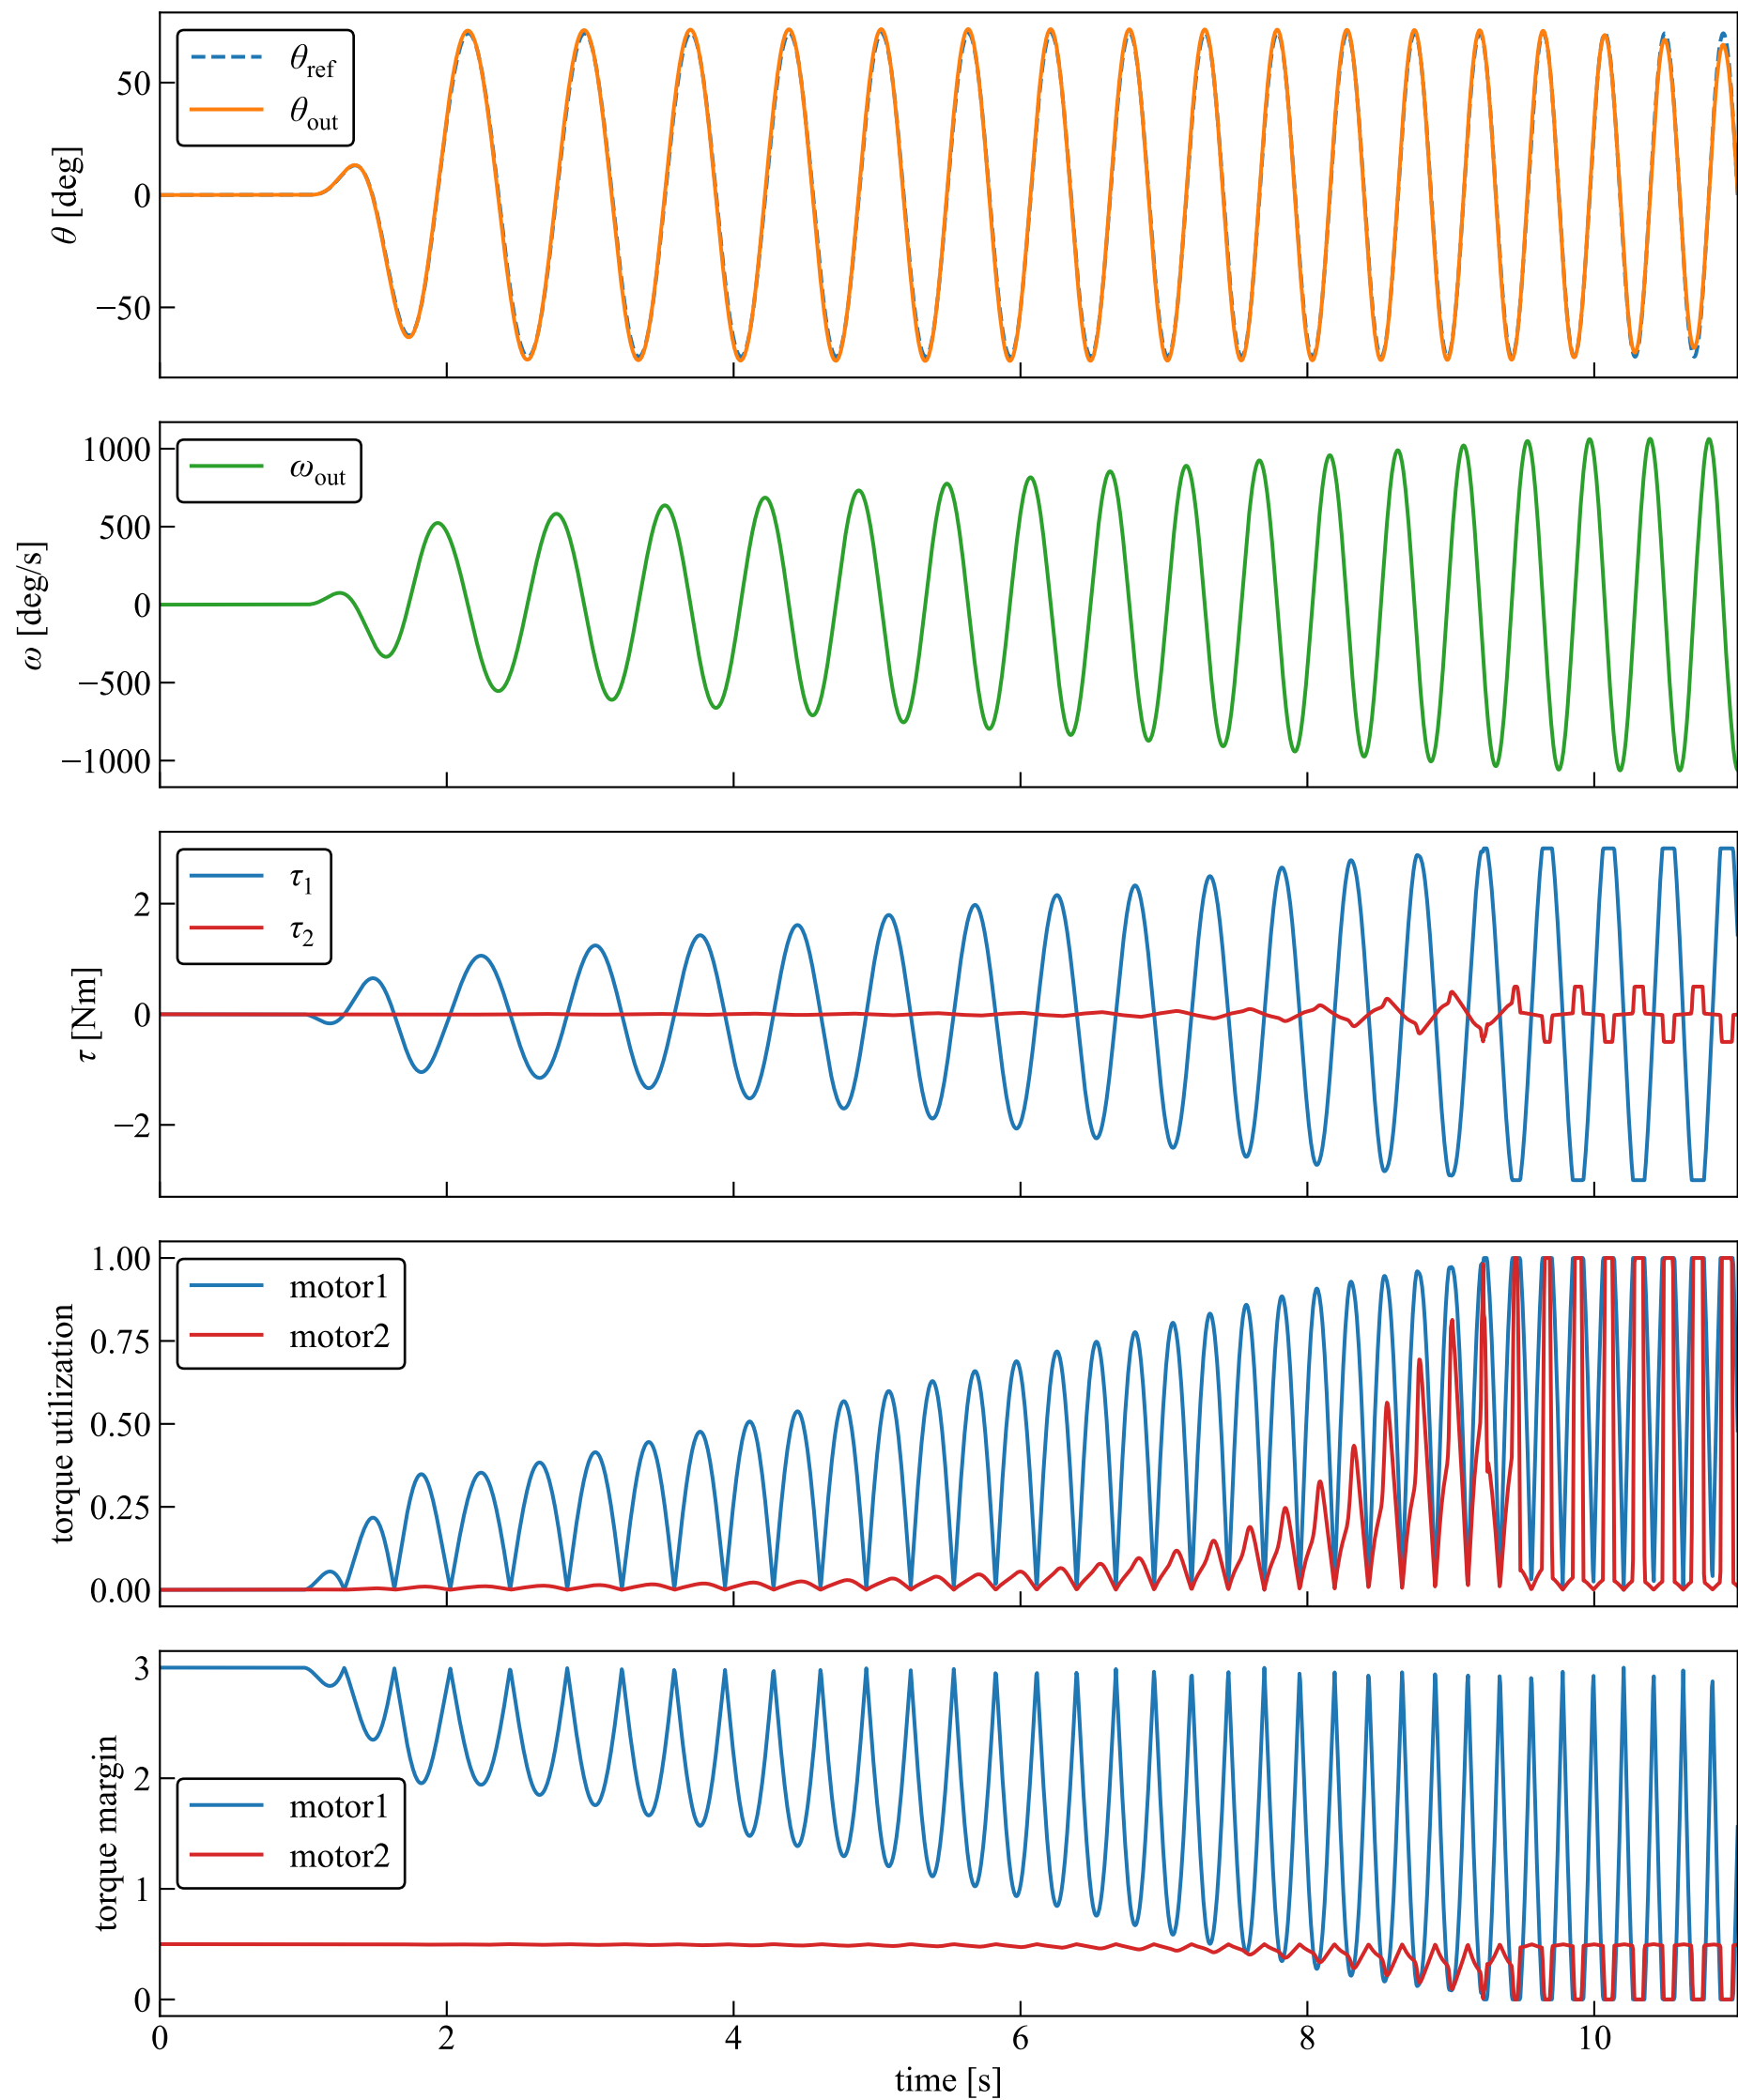 θ [deg]
50
0
−50
θref
θout
ω [deg/s]
1000
500
0
−500
−1000
ωout
τ [Nm]
2
0
−2
τ1
τ2
torque utilization
1.00
0.75
0.50
0.25
0.00
motor1
motor2
torque margin
3
2
1
0
motor1
motor2
0 2 4 6 8 10
time [s]